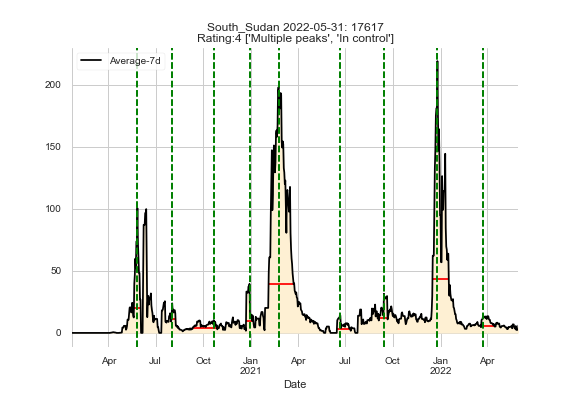 South_Sudan 2022-05-31: 17617
Rating:4 ['Multiple peaks', 'In control']
Average-7d
200
150
100
50
0
Apr Jul Oct Jan Apr Jul Oct Jan Apr
2021 2022
Date